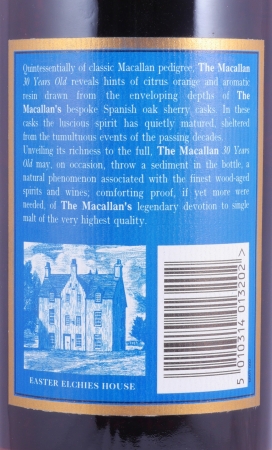 Quintessentially of classic Macallan pedigree, The Macallan
30 Years Old reveals hints of citrus orange and aromatic
resin drawn from the enveloping depths of The
Macallan's bespoke Spanish oak sherry casks. In these
casks the luscious spirit has quietly matured, sheltered
from the tumultuous events of the passing decades.
Unveiling its richness to the full, The Macallan 30 Years
Old may, on occasion, throw a sediment in the bottle, a
natural phenomenon associated with the finest wood-aged
spirits and wines; comforting proof, if yet more were
needed, of The Macallan's legendary devotion to single
malt of the very highest quality.
EASTER ELCHIES HOUSE
5 010314 013202 >